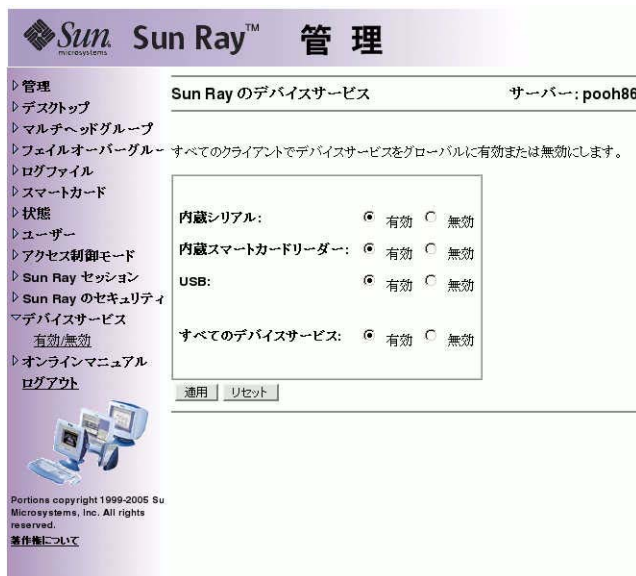 Sun microsystems Sun Ray™ 管理
管理
デスクトップ
マルチヘッドグループ
フェイルオーバーグルー
ログファイル
スマートカード
状態
ユーザー
アクセス制御モード
Sun Ray セッション
Sun Ray のセキュリティ
デバイスサービス
有効/無効
オンラインマニュアル
ログアウト
Portions copyright 1999-2005 Su
Microsystems, Inc. All rights
reserved.
著作権について
Sun Ray のデバイスサービス サーバー: pooh86
すべてのクライアントでデバイスサービスをグローバルに有効または無効にします。
内蔵シリアル: 有効 無効
内蔵スマートカードリーダー: 有効 無効
USB: 有効 無効
すべてのデバイスサービス: 有効 無効
適用 リセット